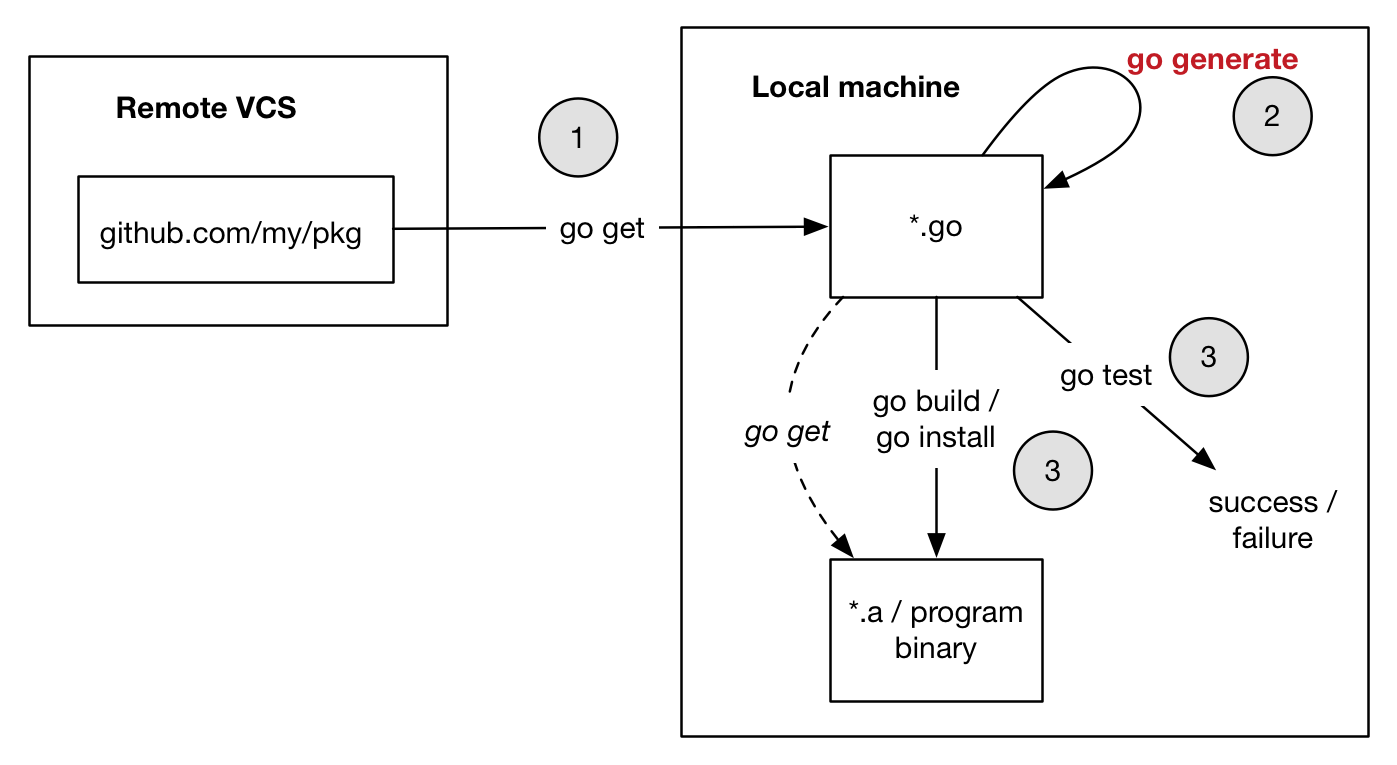 Remote VCS
github.com/my/pkg
1
go get
Local machine
go generate
2
*.go
go get
go build /
go install
3
go test
3
success /
failure
*.a / program
binary